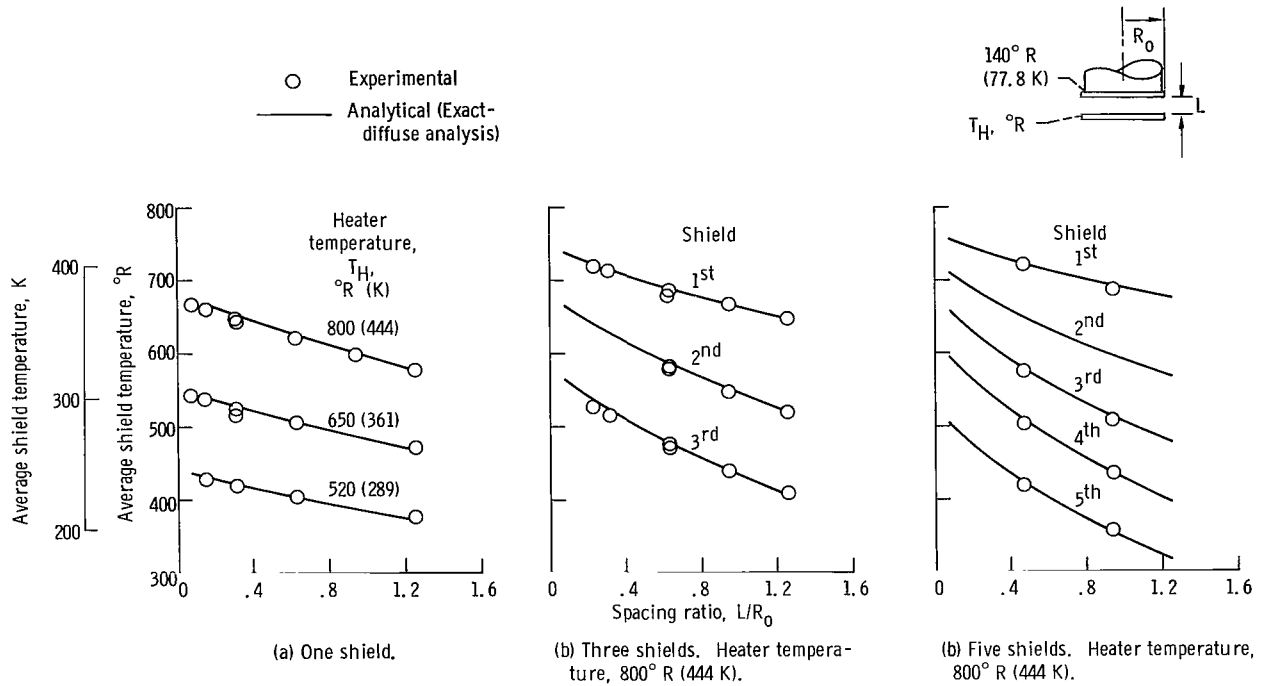 Experimental
Analytical (Exact-
diffuse analysis)
R₀
140° R
(77.8 K)
L
T_H, °R
Average shield temperature, K
400
300
200
Average shield temperature, °R
800
700
600
500
400
300
Heater
temperature,
T_H,
°R (K)
800 (444)
650 (361)
520 (289)
0 .4 .8 1.2 1.6
(a) One shield.
Shield
1st
2nd
3rd
0 .4 .8 1.2 1.6
Spacing ratio, L/R₀
(b) Three shields. Heater tempera-
ture, 800° R (444 K).
Shield
1st
2nd
3rd
4th
5th
0 .4 .8 1.2 1.6
(b) Five shields. Heater temperature,
800° R (444 K).